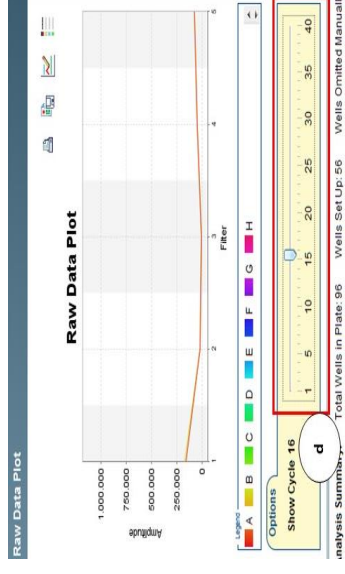 Raw Data Plot
Raw Data Plot
Amplitude
1.000.000
750.000
500.000
250.000
0
1 2 3 4 5
Filter
Legend
A B C D E F G H
Options
Show Cycle 16
1 5 10 15 20 25 30 35 40
d
nalysis Summary: Total Wells in Plate: 96 Wells Set Up: 56 Wells Omitted Manual